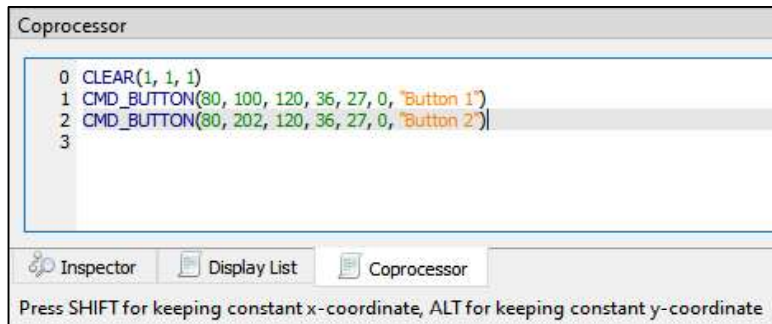 Coprocessor
0 CLEAR(1, 1, 1)
1 CMD_BUTTON(80, 100, 120, 36, 27, 0, "Button 1")
2 CMD_BUTTON(80, 202, 120, 36, 27, 0, "Button 2")
3
Inspector Display List Coprocessor
Press SHIFT for keeping constant x-coordinate, ALT for keeping constant y-coordinate